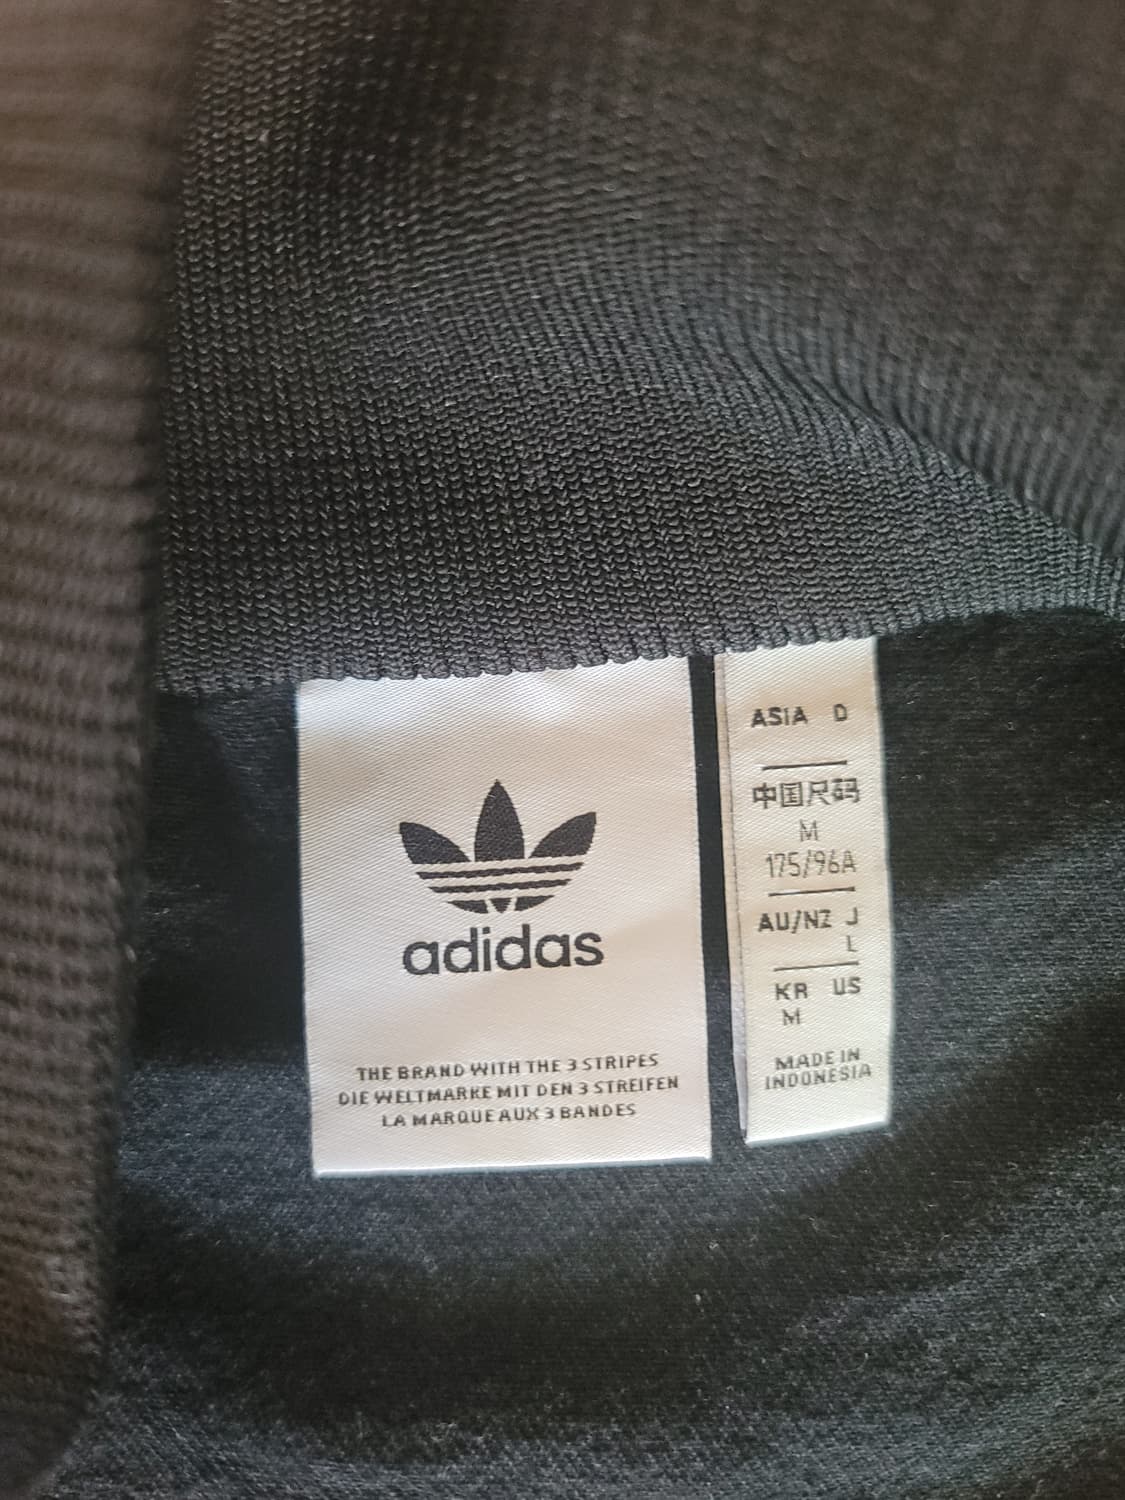 adidas
THE BRAND WITH THE 3 STRIPES
DIE WELTMARKE MIT DEN 3 STREIFEN
LA MARQUE AUX 3 BANDES
ASIA D
中国尺码
M
175/96A
AU/NZ J
L
KR US
M
MADE IN
INDONESIA